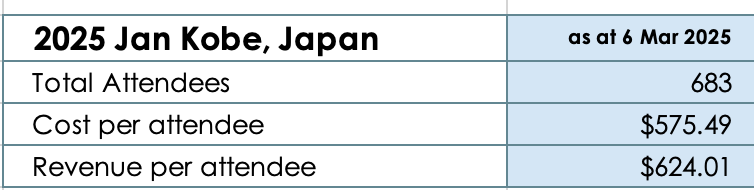 2025 Jan Kobe, Japan as at 6 Mar 2025
Total Attendees 683
Cost per attendee $575.49
Revenue per attendee $624.01